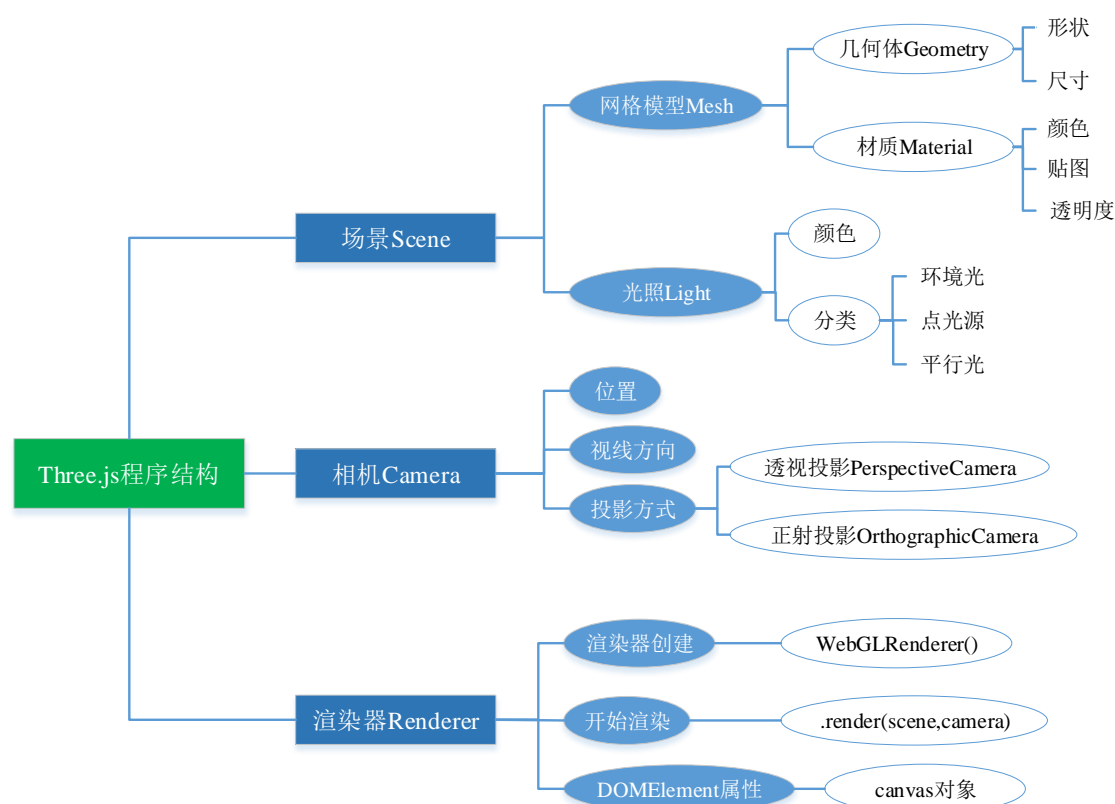 Three.js程序结构
场景Scene
网格模型Mesh
几何体Geometry
形状
尺寸
材质Material
颜色
贴图
透明度
光照Light
颜色
分类
环境光
点光源
平行光
相机Camera
位置
视线方向
投影方式
透视投影PerspectiveCamera
正射投影OrthographicCamera
渲染器Renderer
渲染器创建
WebGLRenderer()
开始渲染
.render(scene,camera)
DOMElement属性
canvas对象